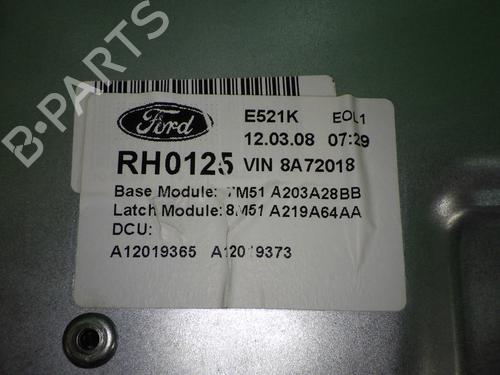 B-PARTS
Ford
E521K EOL1
12.03.08 07:29
RH0125 VIN 8A72018
Base Module: 7M51 A203A28BB
Latch Module: 8M51 A219A64AA
DCU:
A12019365 A12019373